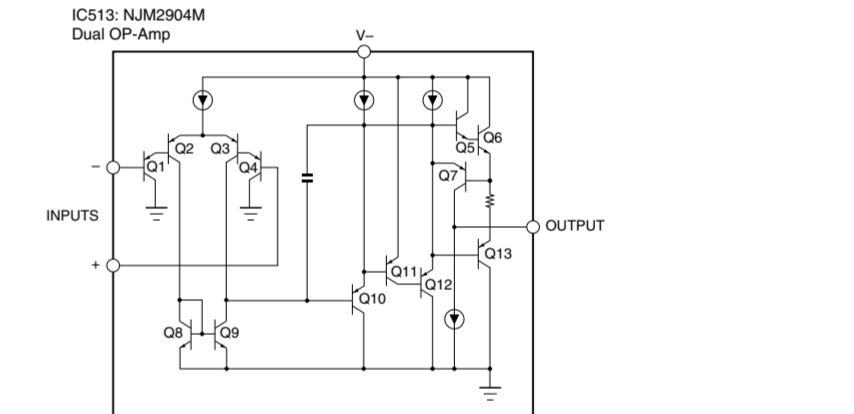 IC513: NJM2904M
Dual OP-Amp
V–
Q6
Q5
Q2 Q3
Q1 Q4
Q7
–
INPUTS
OUTPUT
+
Q13
Q11
Q12
Q10
Q8 Q9